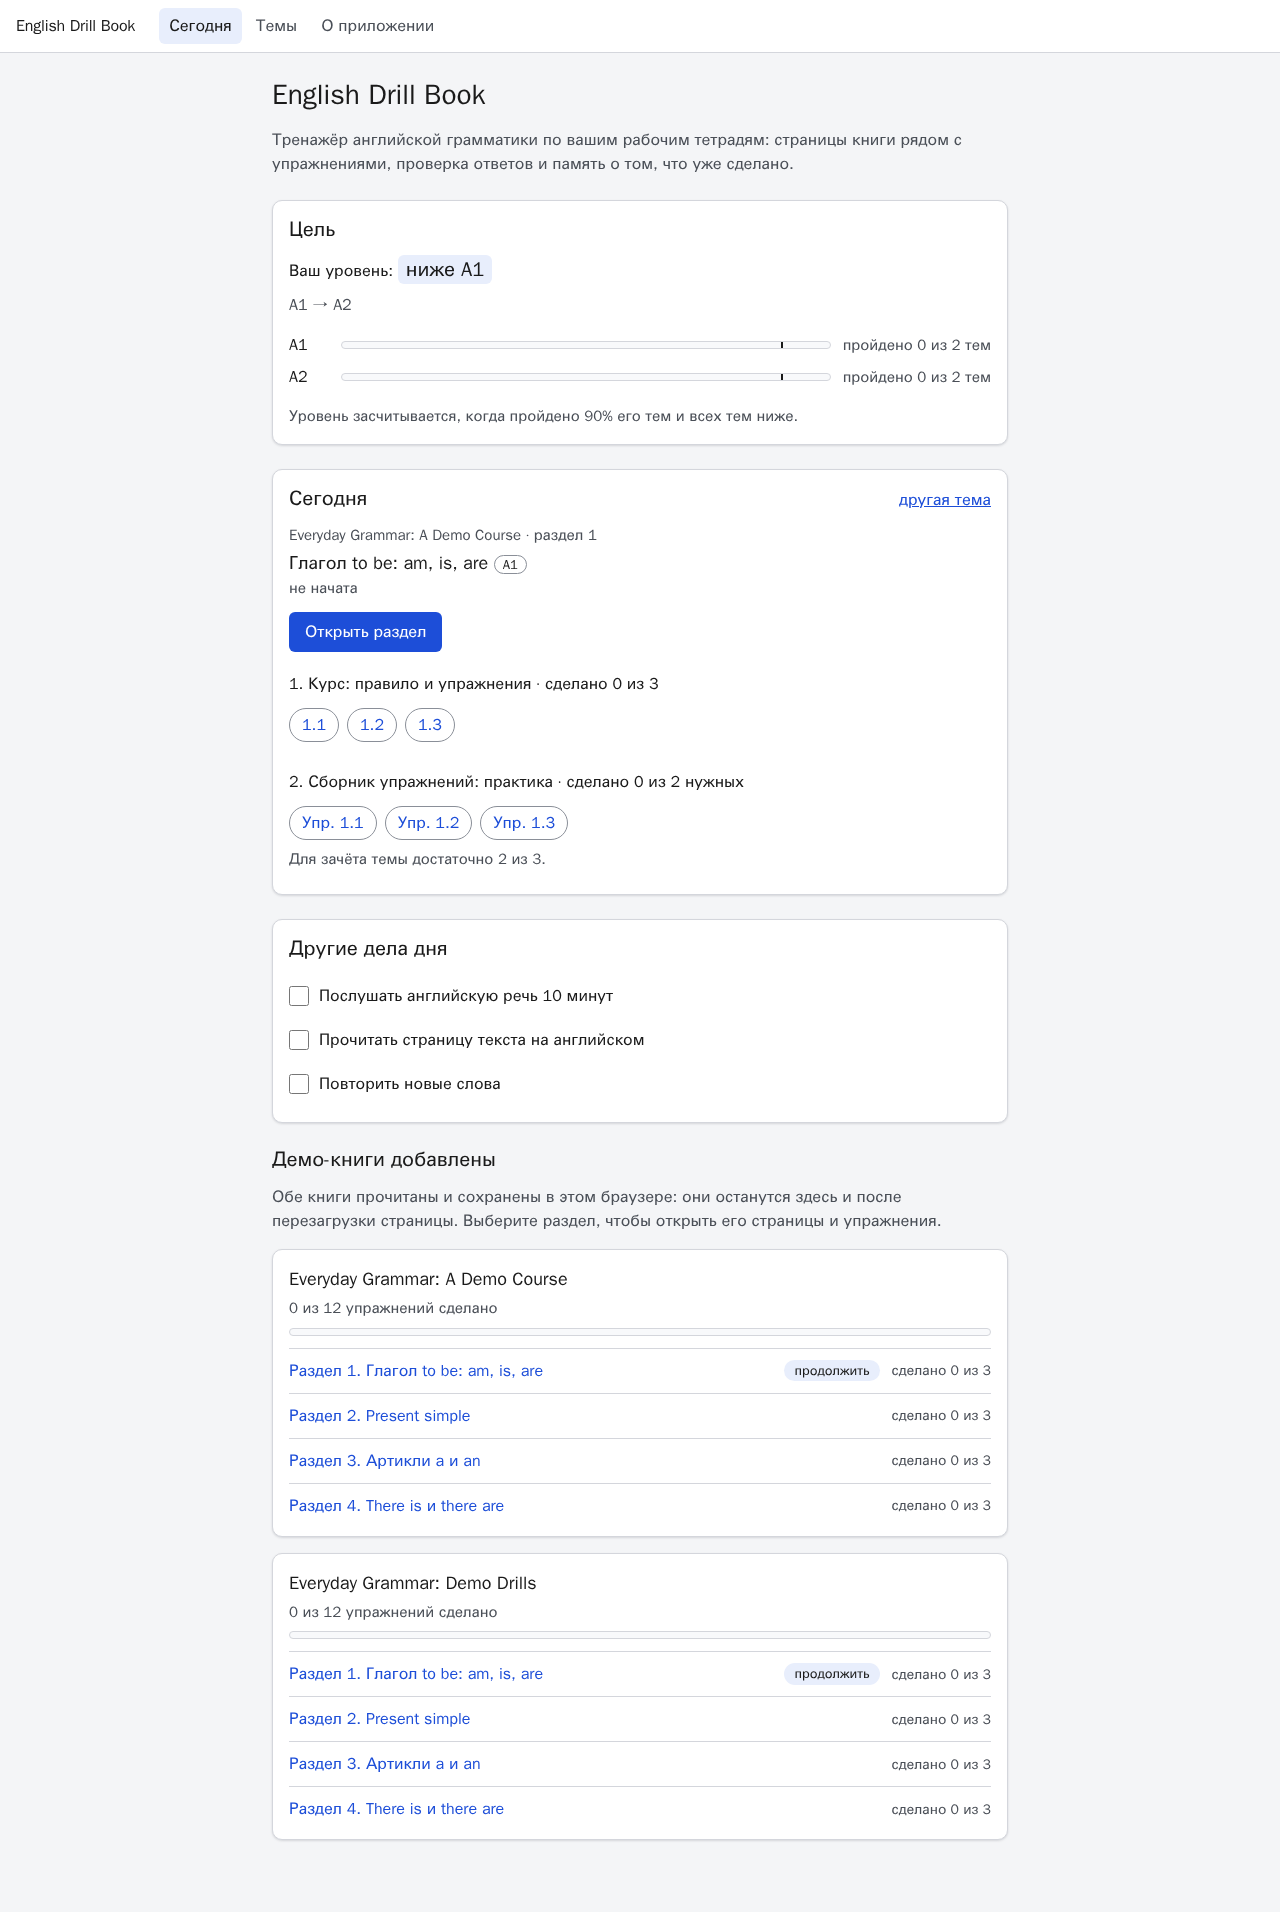 English Drill Book
Сегодня
Темы
О приложении
English Drill Book
Тренажёр английской грамматики по вашим рабочим тетрадям: страницы книги рядом с
упражнениями, проверка ответов и память о том, что уже сделано.
Цель
Ваш уровень: ниже A1
A1 → A2
A1
пройдено 0 из 2 тем
A2
пройдено 0 из 2 тем
Уровень засчитывается, когда пройдено 90% его тем и всех тем ниже.
Сегодня
другая тема
Everyday Grammar: A Demo Course · раздел 1
Глагол to be: am, is, are A1
не начата
Открыть раздел
1. Курс: правило и упражнения · сделано 0 из 3
1.1
1.2
1.3
2. Сборник упражнений: практика · сделано 0 из 2 нужных
Упр. 1.1
Упр. 1.2
Упр. 1.3
Для зачёта темы достаточно 2 из 3.
Другие дела дня
Послушать английскую речь 10 минут
Прочитать страницу текста на английском
Повторить новые слова
Демо-книги добавлены
Обе книги прочитаны и сохранены в этом браузере: они останутся здесь и после
перезагрузки страницы. Выберите раздел, чтобы открыть его страницы и упражнения.
Everyday Grammar: A Demo Course
0 из 12 упражнений сделано
Раздел 1. Глагол to be: am, is, are
продолжить
сделано 0 из 3
Раздел 2. Present simple
сделано 0 из 3
Раздел 3. Артикли a и an
сделано 0 из 3
Раздел 4. There is и there are
сделано 0 из 3
Everyday Grammar: Demo Drills
0 из 12 упражнений сделано
Раздел 1. Глагол to be: am, is, are
продолжить
сделано 0 из 3
Раздел 2. Present simple
сделано 0 из 3
Раздел 3. Артикли a и an
сделано 0 из 3
Раздел 4. There is и there are
сделано 0 из 3